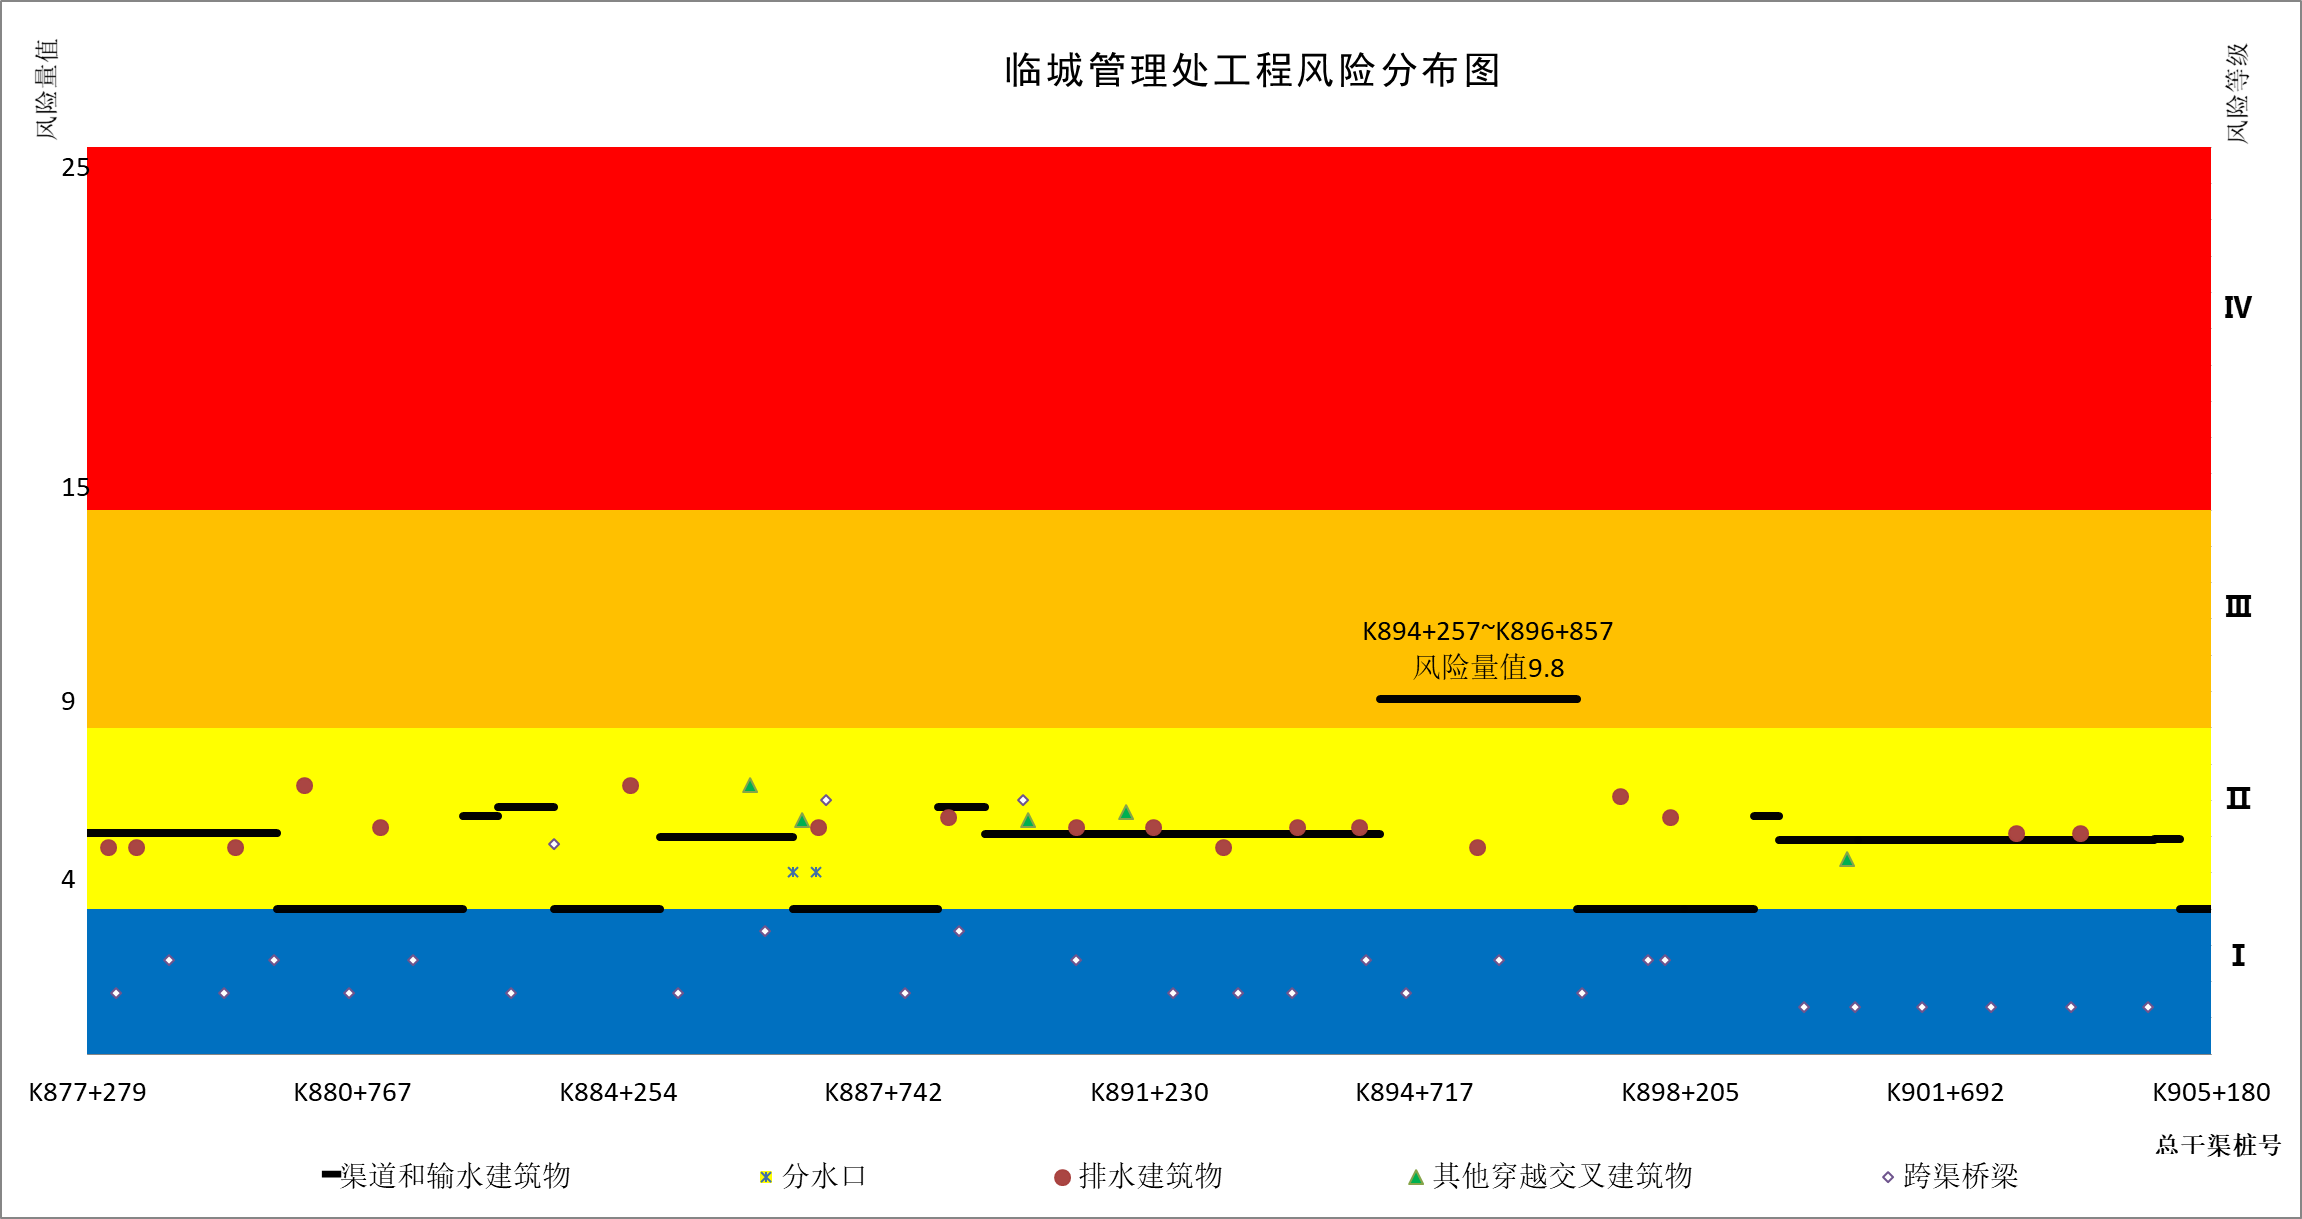 临城管理处工程风险分布图
风险量值
风险等级
25
15
9
4
IV
III
II
I
K894+257~K896+857
风险量值9.8
K877+279 K880+767 K884+254 K887+742 K891+230 K894+717 K898+205 K901+692 K905+180
总干渠桩号
渠道和输水建筑物 分水口 排水建筑物 其他穿越交叉建筑物 跨渠桥梁